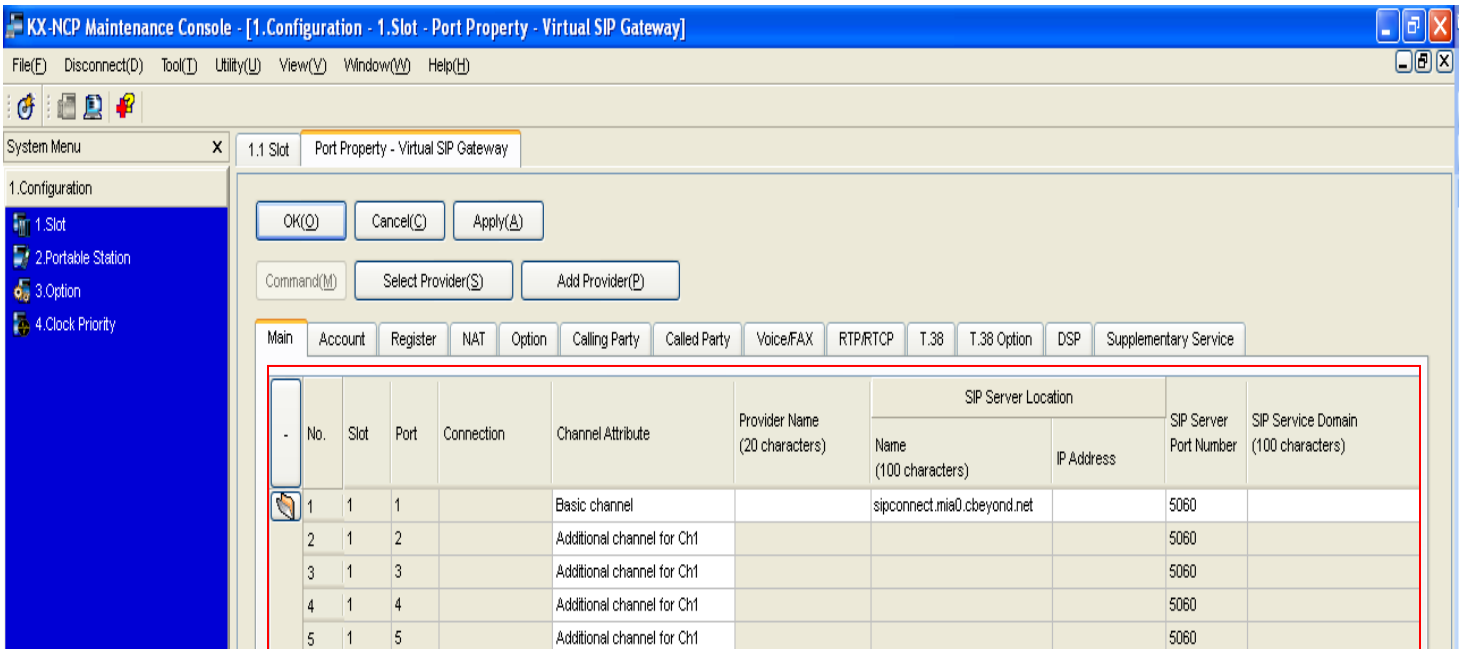 KX-NCP Maintenance Console - [1.Configuration - 1.Slot - Port Property - Virtual SIP Gateway]
File(F) Disconnect(D) Tool(T) Utility(U) View(V) Window(W) Help(H)
System Menu X
1.1 Slot Port Property - Virtual SIP Gateway
1.Configuration
1.Slot
2.Portable Station
3.Option
4.Clock Priority
OK(O) Cancel(C) Apply(A)
Command(M) Select Provider(S) Add Provider(P)
Main Account Register NAT Option Calling Party Called Party Voice/FAX RTP/RTCP T.38 T.38 Option DSP Supplementary Service
SIP Server Location
- No. Slot Port Connection Channel Attribute
Provider Name
(20 characters)
Name
(100 characters)
IP Address
SIP Server
Port Number
SIP Service Domain
(100 characters)
1 1 1 Basic channel sipconnect.mia0.cbeyond.net 5060
2 1 2 Additional channel for Ch1 5060
3 1 3 Additional channel for Ch1 5060
4 1 4 Additional channel for Ch1 5060
5 1 5 Additional channel for Ch1 5060